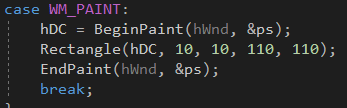 case WM_PAINT:
hDC = BeginPaint(hWnd, &ps);
Rectangle(hDC, 10, 10, 110, 110);
EndPaint(hWnd, &ps);
break;